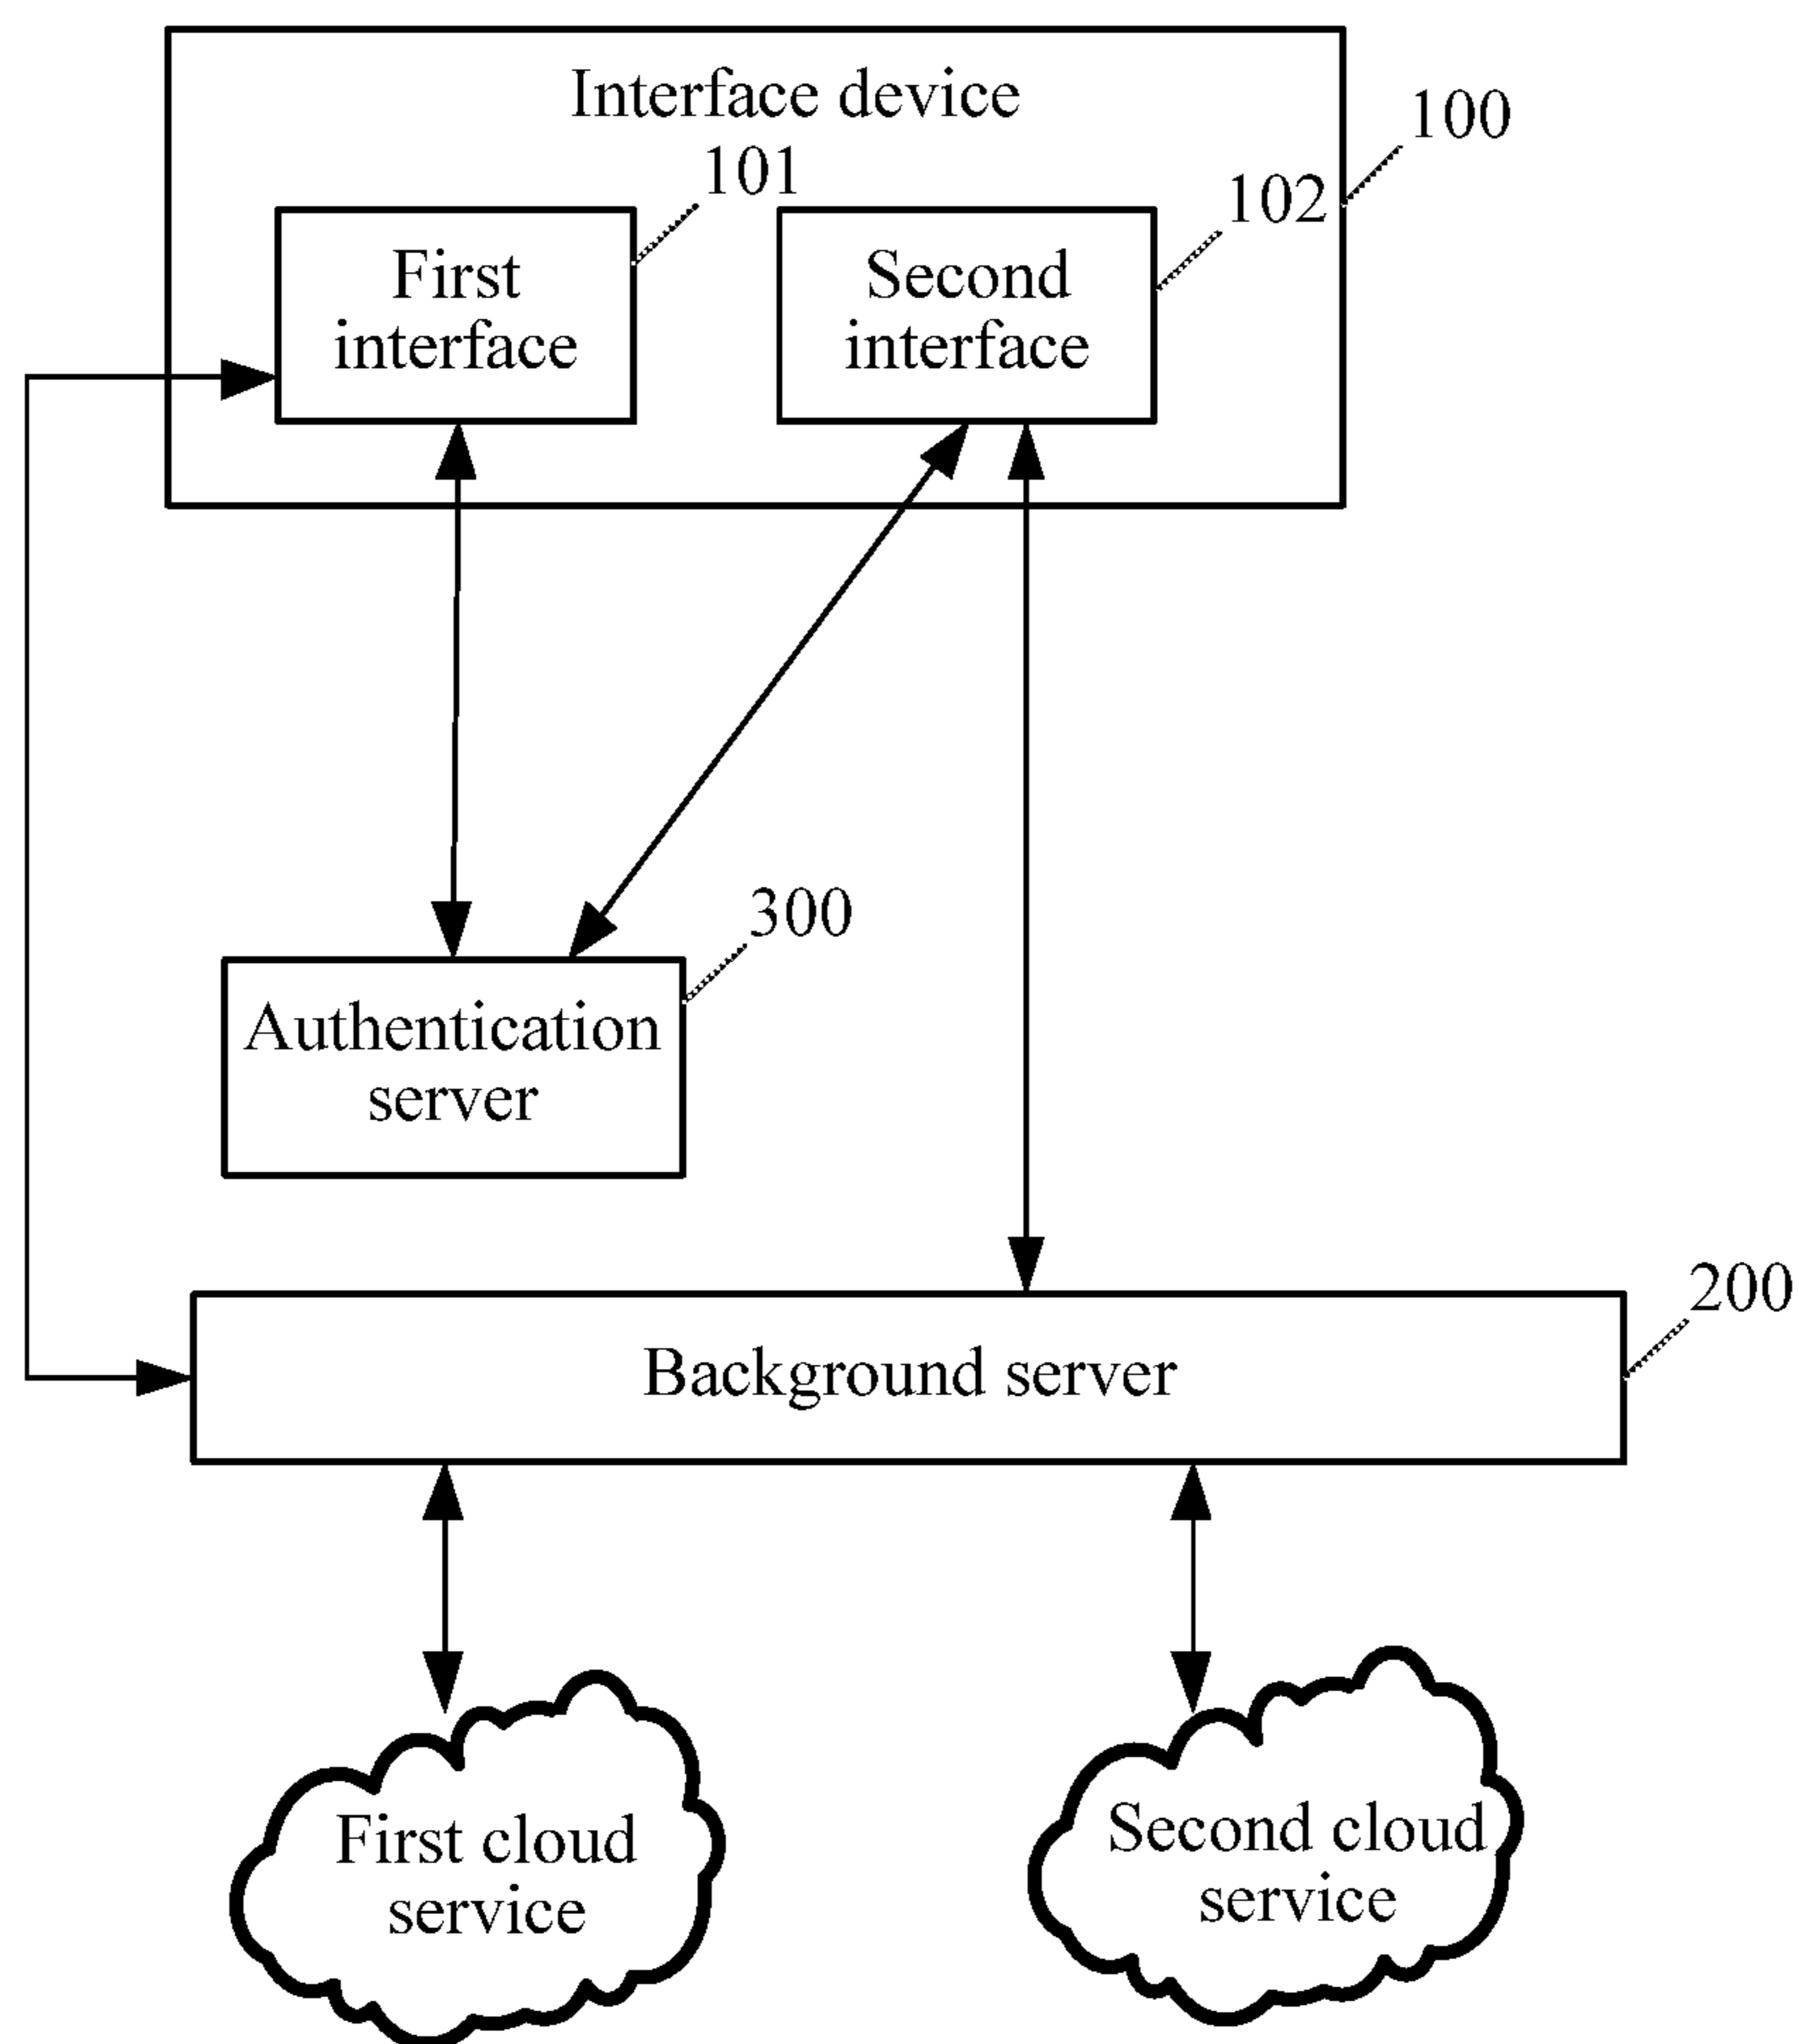 Interface device
100
101
102
First
interface
Second
interface
300
Authentication
server
200
Background server
First cloud
service
Second cloud
service